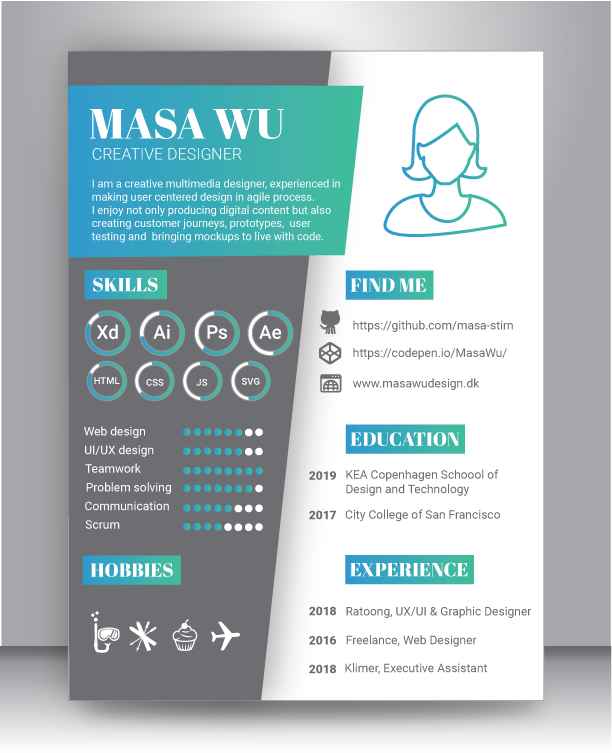 MASA WU
CREATIVE DESIGNER
I am a creative multimedia designer, experienced in
making user centered design in agile process.
I enjoy not only producing digital content but also
creating customer journeys, prototypes,  user
testing and  bringing mockups to live with code.
SKILLS
Xd Ai Ps Ae
HTML CSS JS SVG
Web design
UI/UX design
Teamwork
Problem solving
Communication
Scrum
HOBBIES
FIND ME
https://github.com/masa-stirn
https://codepen.io/MasaWu/
www.masawudesign.dk
EDUCATION
2019 KEA Copenhagen Schoool of
Design and Technology
2017 City College of San Francisco
EXPERIENCE
2018 Ratoong, UX/UI & Graphic Designer
2016 Freelance, Web Designer
2018 Klimer, Executive Assistant